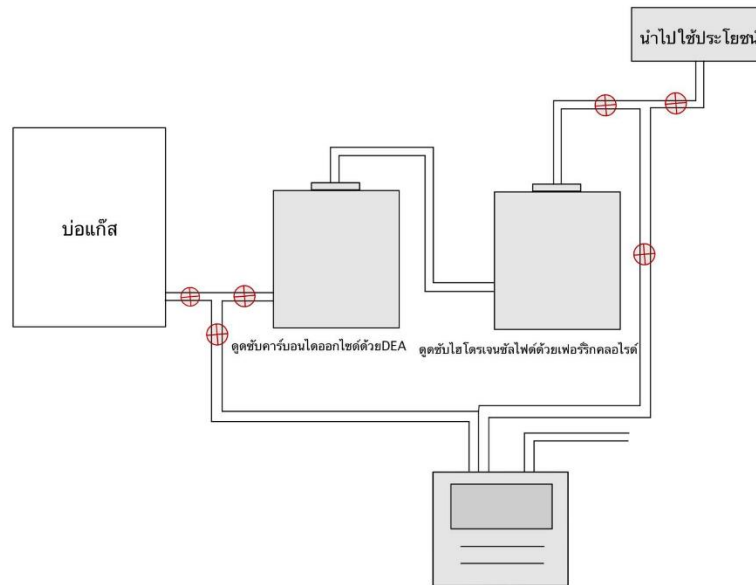 นำไปใช้ประโยชน์
บ่อแก๊ส
ดูดซับคาร์บอนไดออกไซด์ด้วยDEA
ดูดซับไฮโดรเจนซัลไฟด์ด้วยเฟอร์ริกคลอไรด์